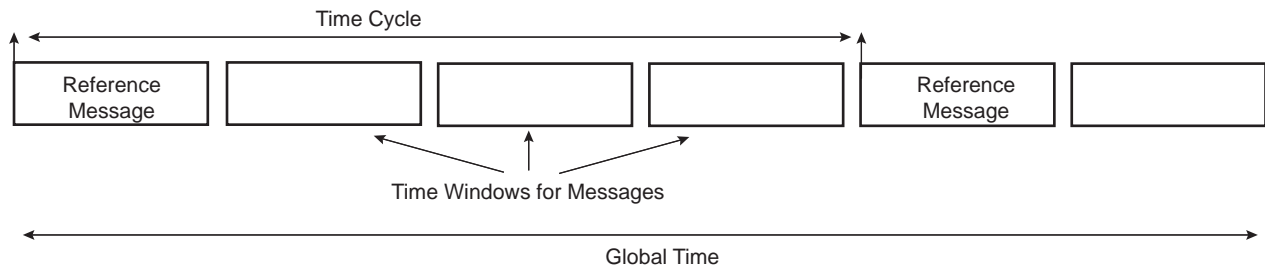 Time Cycle
Reference
Message
Reference
Message
Time Windows for Messages
Global Time